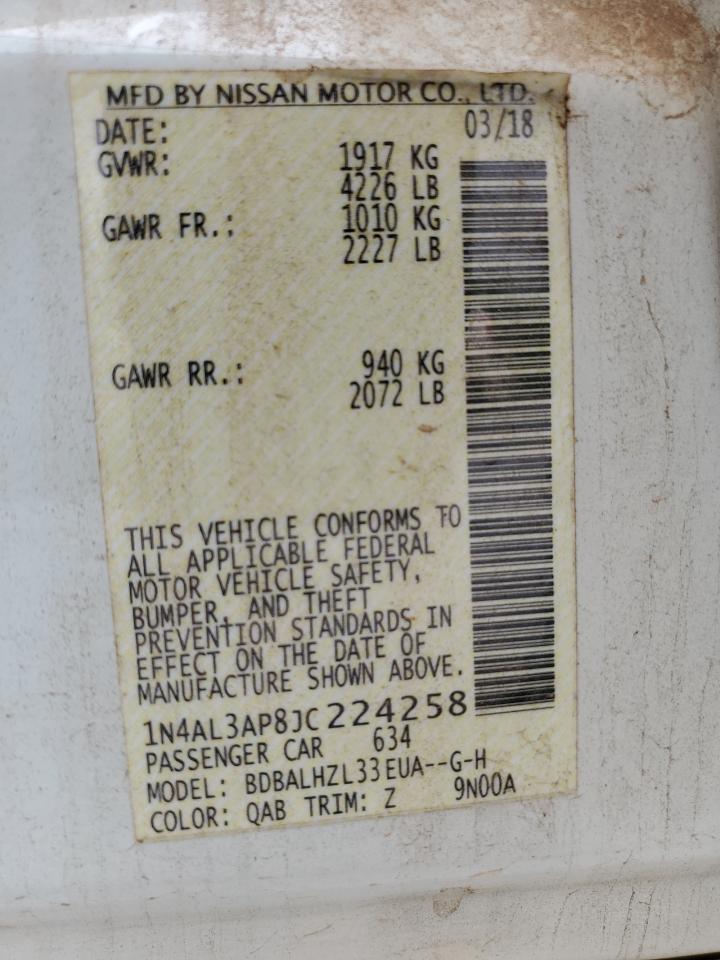 MFD BY NISSAN MOTOR CO., LTD.
DATE: 03/18
GVWR: 1917 KG
4226 LB
GAWR FR.: 1010 KG
2227 LB
GAWR RR.: 940 KG
2072 LB
THIS VEHICLE CONFORMS TO
ALL APPLICABLE FEDERAL
MOTOR VEHICLE SAFETY,
BUMPER, AND THEFT
PREVENTION STANDARDS IN
EFFECT ON THE DATE OF
MANUFACTURE SHOWN ABOVE.
1N4AL3AP8JC224258
PASSENGER CAR 634
MODEL: BDBALHZL33EUA--G-H
COLOR: QAB TRIM: Z 9N00A